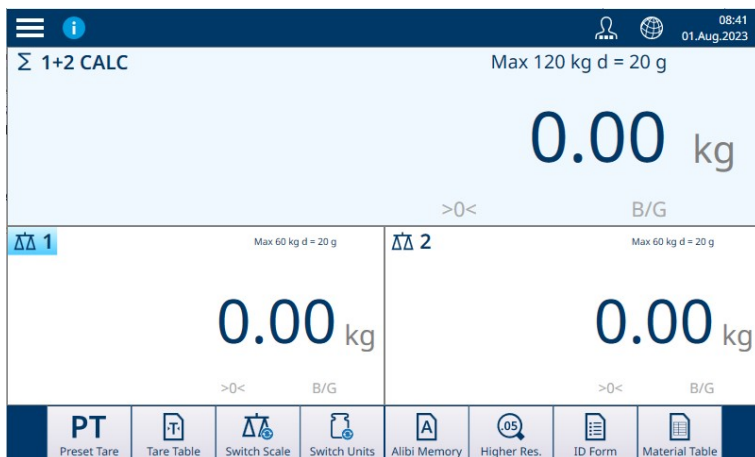 08:41
01.Aug.2023
Σ 1+2 CALC Max 120 kg d = 20 g
0.00 kg
>0< B/G
1 Max 60 kg d = 20 g
0.00 kg
>0< B/G
2 Max 60 kg d = 20 g
0.00 kg
>0< B/G
PT
Preset Tare
·T·
Tare Table
Switch Scale
Switch Units
A
Alibi Memory
.05
Higher Res.
ID Form
Material Table